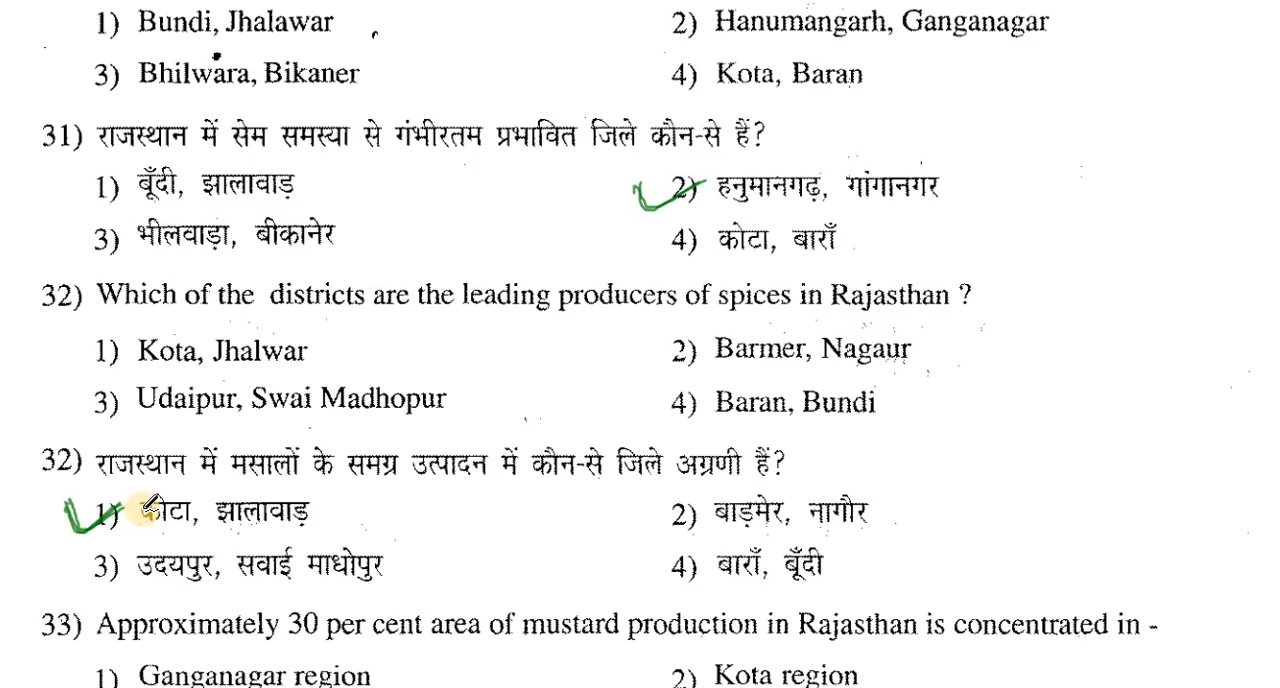 1) Bundi, Jhalawar 2) Hanumangarh, Ganganagar
3) Bhilwara, Bikaner 4) Kota, Baran
31) राजस्थान में सेम समस्या से गंभीरतम प्रभावित जिले कौन-से हैं?
1) बूँदी, झालावाड़ 2) हनुमानगढ़, गांगानगर
3) भीलवाड़ा, बीकानेर 4) कोटा, बाराँ
32) Which of the districts are the leading producers of spices in Rajasthan ?
1) Kota, Jhalwar 2) Barmer, Nagaur
3) Udaipur, Swai Madhopur 4) Baran, Bundi
32) राजस्थान में मसालों के समग्र उत्पादन में कौन-से जिले अग्रणी हैं?
1) कोटा, झालावाड़ 2) बाड़मेर, नागौर
3) उदयपुर, सवाई माधोपुर 4) बाराँ, बूँदी
33) Approximately 30 per cent area of mustard production in Rajasthan is concentrated in -
1) Ganganagar region 2) Kota region